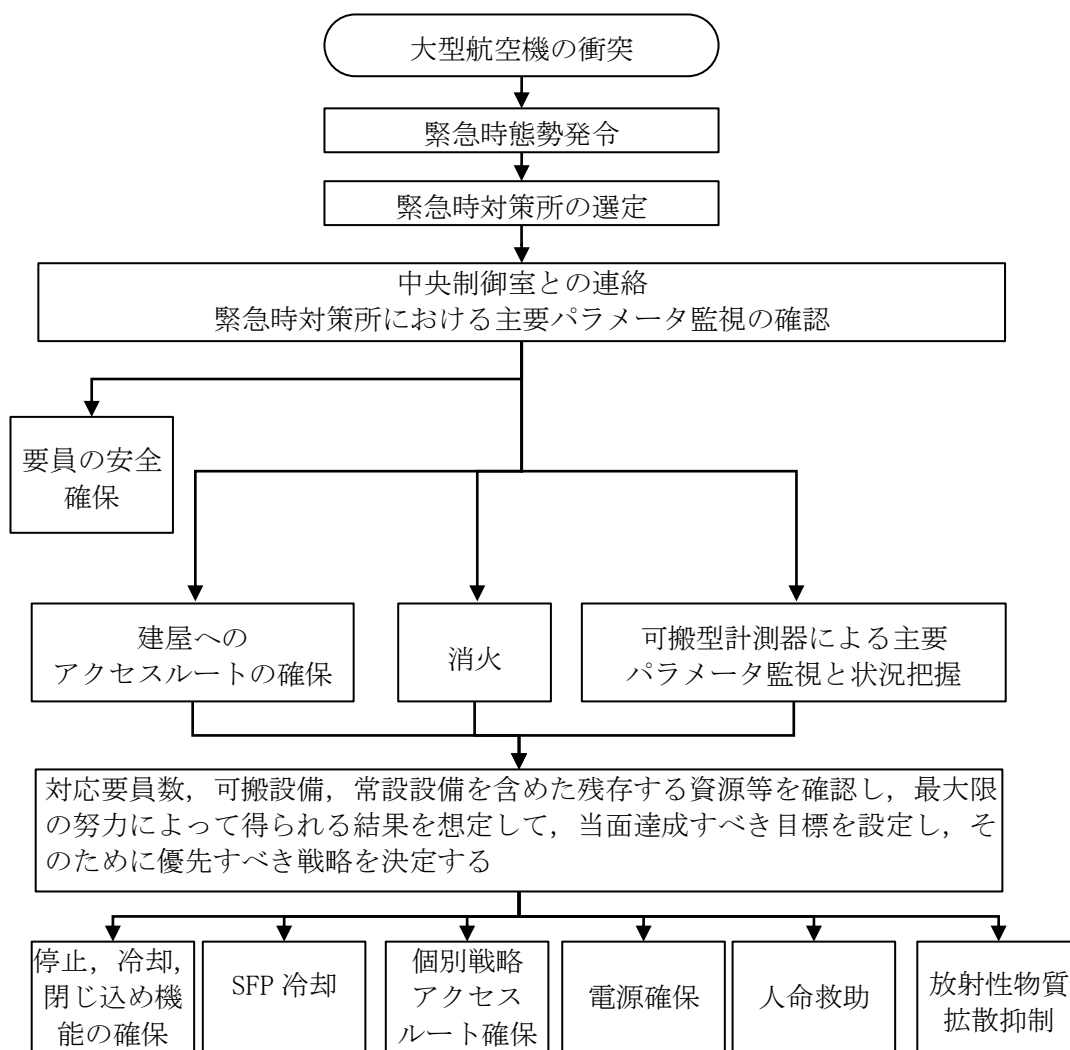 大型航空機の衝突
緊急時態勢発令
緊急時対策所の選定
中央制御室との連絡
緊急時対策所における主要パラメータ監視の確認
要員の安全
確保
建屋への
アクセスルートの確保
消火
可搬型計測器による主要
パラメータ監視と状況把握
対応要員数，可搬設備，常設設備を含めた残存する資源等を確認し，最大限
の努力によって得られる結果を想定して，当面達成すべき目標を設定し，そ
のために優先すべき戦略を決定する
停止，冷却，
閉じ込め機
能の確保
SFP 冷却
個別戦略
アクセス
ルート確保
電源確保
人命救助
放射性物質
拡散抑制